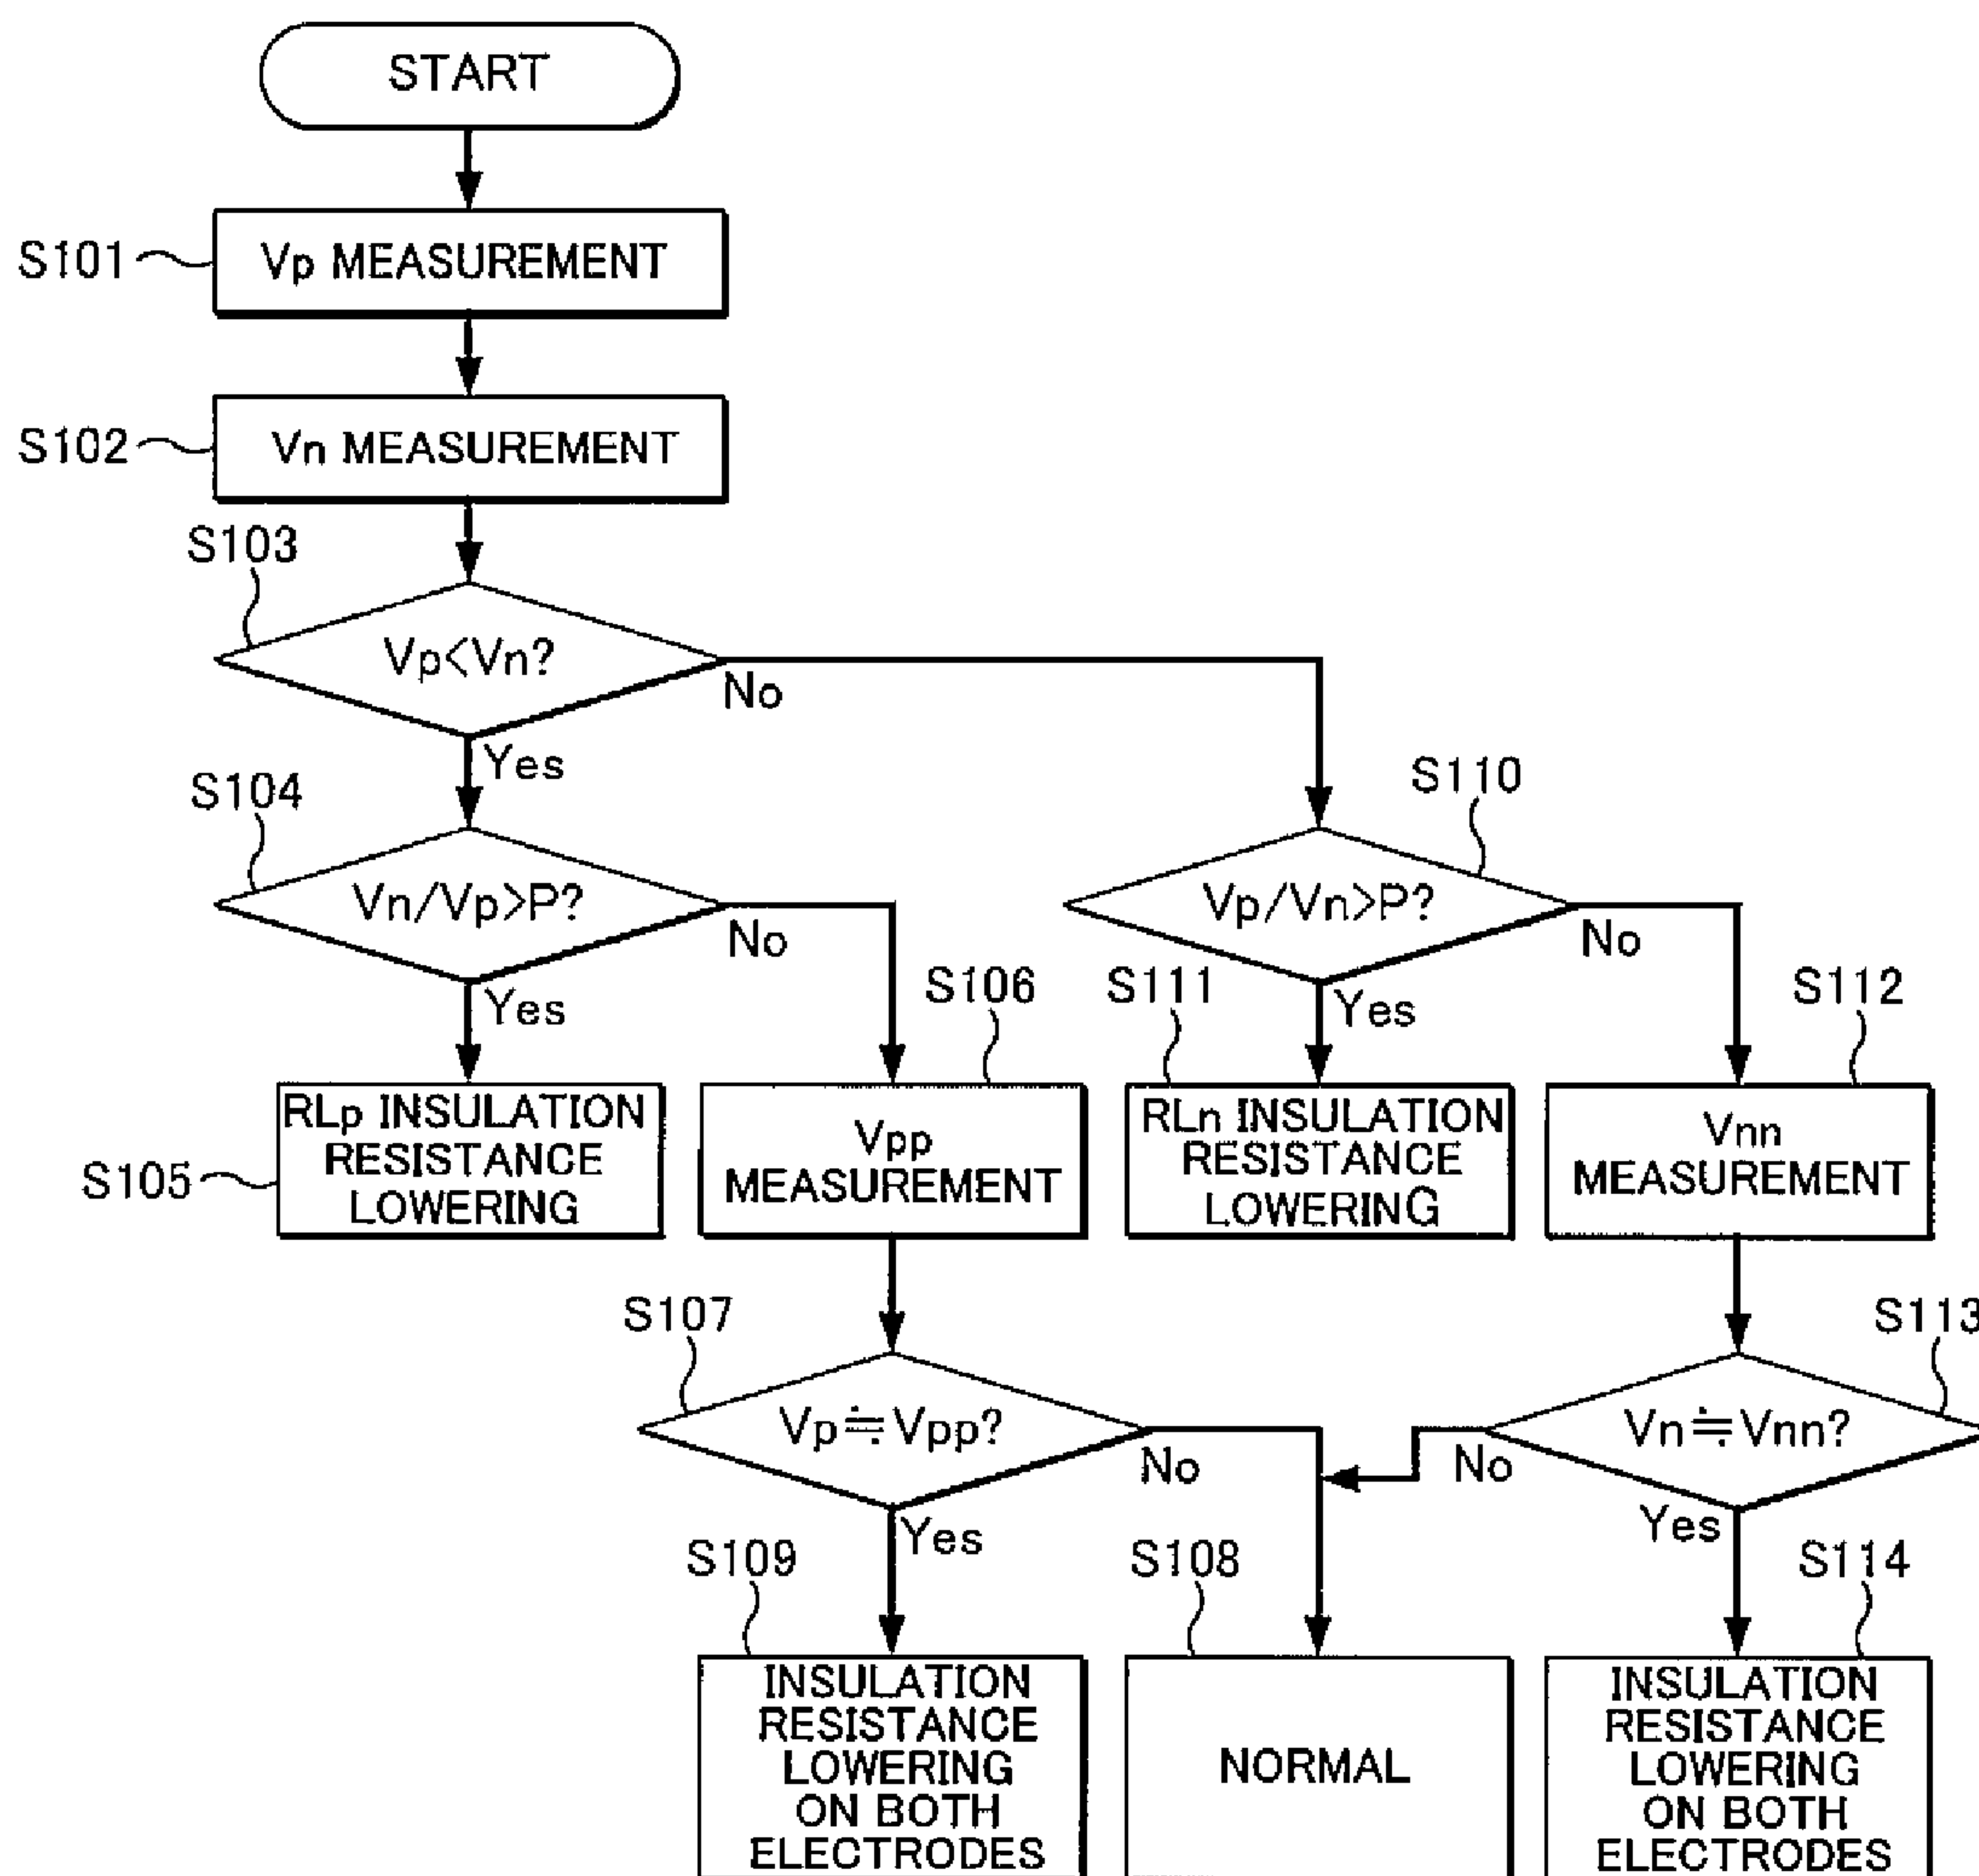 START
S101
Vp MEASUREMENT
S102
Vn MEASUREMENT
S103
Vp<Vn?
No
Yes
S104
Vn/Vp>P?
No
Yes
S110
Vp/Vn>P?
No
Yes
S105
RLp INSULATION
RESISTANCE
LOWERING
S106
Vpp
MEASUREMENT
S111
RLn INSULATION
RESISTANCE
LOWERING
S112
Vnn
MEASUREMENT
S107
Vp≒Vpp?
No
Yes
S113
Vn≒Vnn?
No
Yes
S109
INSULATION
RESISTANCE
LOWERING
ON BOTH
ELECTRODES
S108
NORMAL
S114
INSULATION
RESISTANCE
LOWERING
ON BOTH
ELECTRODES